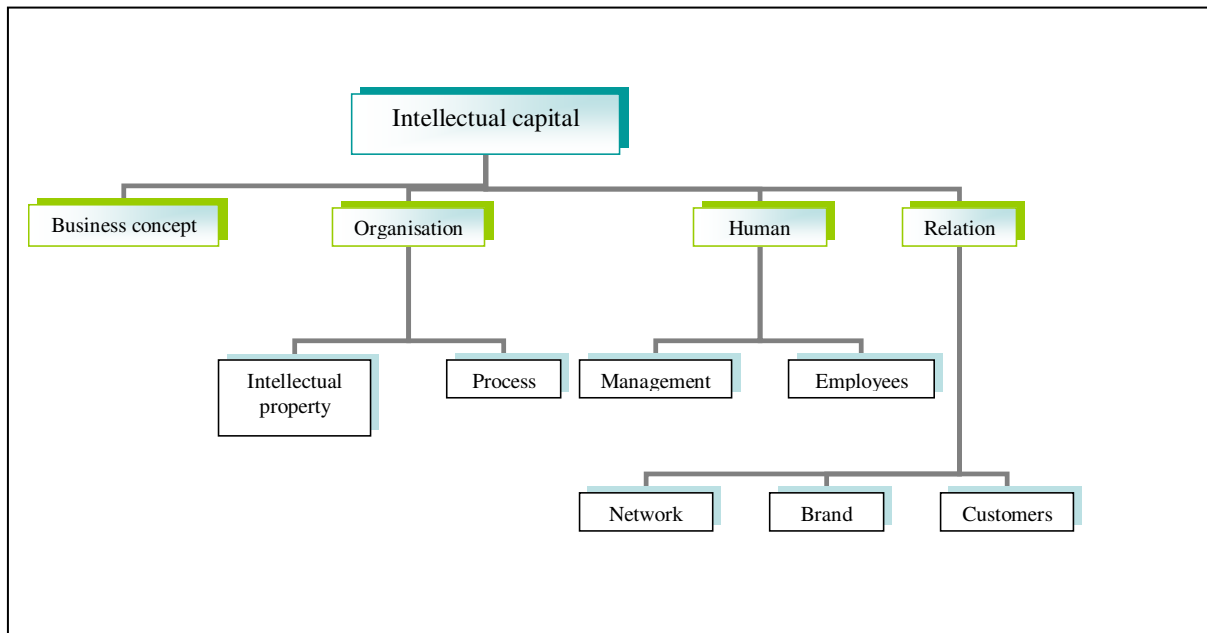 Intellectual capital
Business concept
Organisation
Human
Relation
Intellectual
property
Process
Management
Employees
Network
Brand
Customers